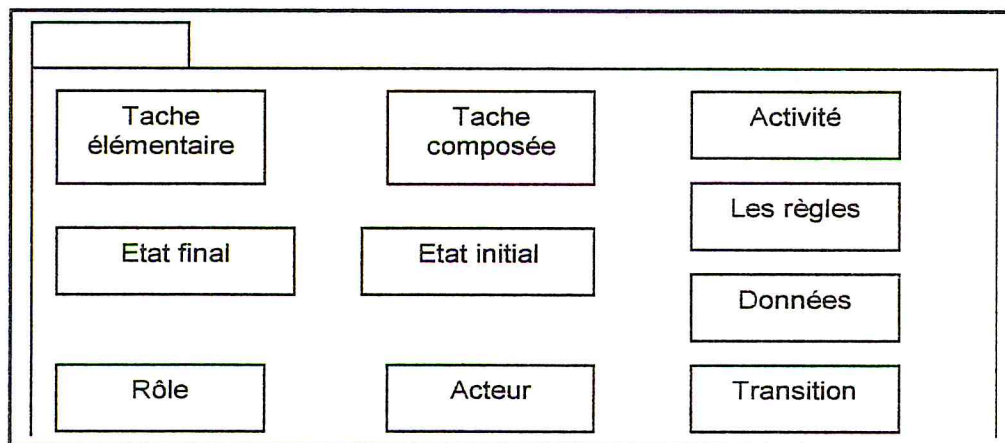 Tache
élémentaire
Tache
composée
Activité
Les règles
Etat final
Etat initial
Données
Rôle
Acteur
Transition